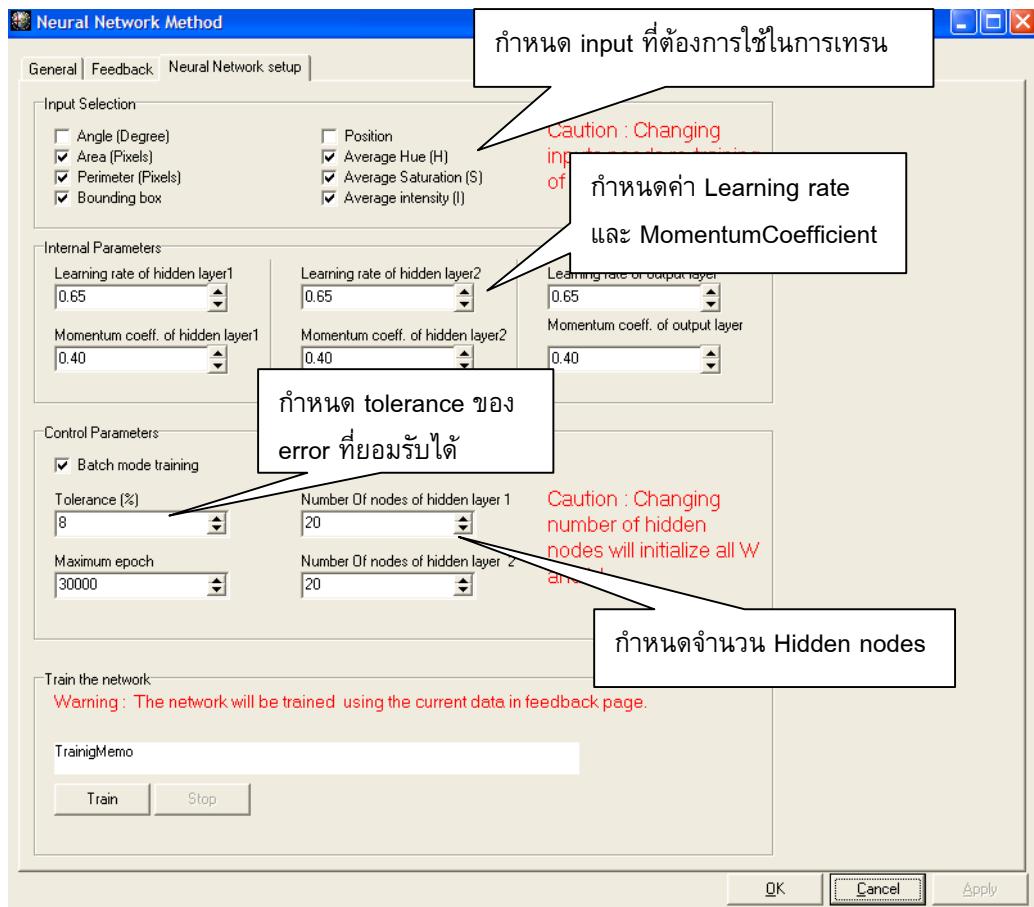 Neural Network Method
กำหนด input ที่ต้องการใช้ในการเทรน
General
Feedback
Neural Network setup
Input Selection
Angle (Degree)
Area (Pixels)
Perimeter (Pixels)
Bounding box
Position
Average Hue (H)
Average Saturation (S)
Average intensity (I)
Caution : Changing
of
กำหนดค่า Learning rate
และ MomentumCoefficient
Internal Parameters
Learning rate of hidden layer1
0.65
Learning rate of hidden layer2
0.65
Learning rate of output layer
0.65
Momentum coeff. of hidden layer1
0.40
Momentum coeff. of hidden layer2
0.40
Momentum coeff. of output layer
0.40
กำหนด tolerance ของ
error ที่ยอมรับได้
Control Parameters
Batch mode training
Tolerance (%)
8
Number Of nodes of hidden layer 1
20
Maximum epoch
30000
Number Of nodes of hidden layer 2
20
Caution : Changing
number of hidden
nodes will initialize all W
กำหนดจำนวน Hidden nodes
Train the network
Warning : The network will be trained using the current data in feedback page.
TrainigMemo
Train
Stop
OK
Cancel
Apply